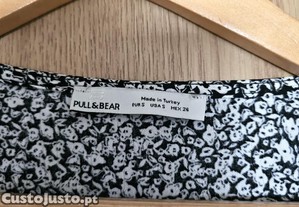 Made in Turkey
PULL&BEAR
EUR S USA S MEX 26
Custojusto.pt